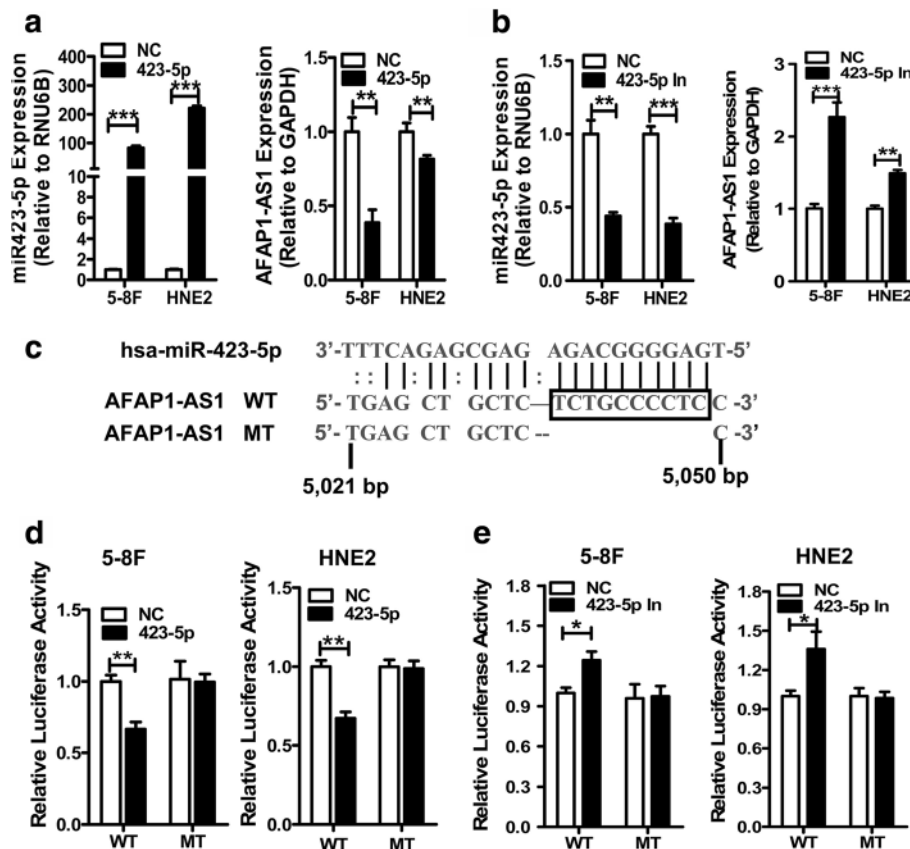 a
miR423-5p Expression
(Relative to RNU6B)
400
300
200
100
10
8
6
4
2
0
NC
423-5p
***
***
5-8F
HNE2
AFAP1-AS1 Expression
(Relative to GAPDH)
1.5
1.0
0.5
0.0
NC
423-5p
**
**
5-8F
HNE2
b
miR423-5p Expression
(Relative to RNU6B)
1.5
1.0
0.5
0.0
NC
423-5p In
**
***
5-8F
HNE2
AFAP1-AS1 Expression
(Relative to GAPDH)
3
2
1
0
NC
423-5p In
***
**
5-8F
HNE2
c
hsa-miR-423-5p 3’-TTTCAGAGCGAG AGACGGGGAGT-5’
AFAP1-AS1 WT 5’-TGAG CT GCTC—TCTGCCCCTC C -3’
AFAP1-AS1 MT 5’-TGAG CT GCTC -- C -3’
5,021 bp
5,050 bp
d
5-8F
Relative Luciferase Activity
1.5
1.0
0.5
0.0
NC
423-5p
**
WT
MT
HNE2
Relative Luciferase Activity
1.5
1.0
0.5
0.0
NC
423-5p
**
WT
MT
e
5-8F
Relative Luciferase Activity
1.8
1.5
1.2
0.9
0.6
0.3
0.0
NC
423-5p In
*
WT
MT
HNE2
Relative Luciferase Activity
1.8
1.5
1.2
0.9
0.6
0.3
0.0
NC
423-5p In
*
WT
MT